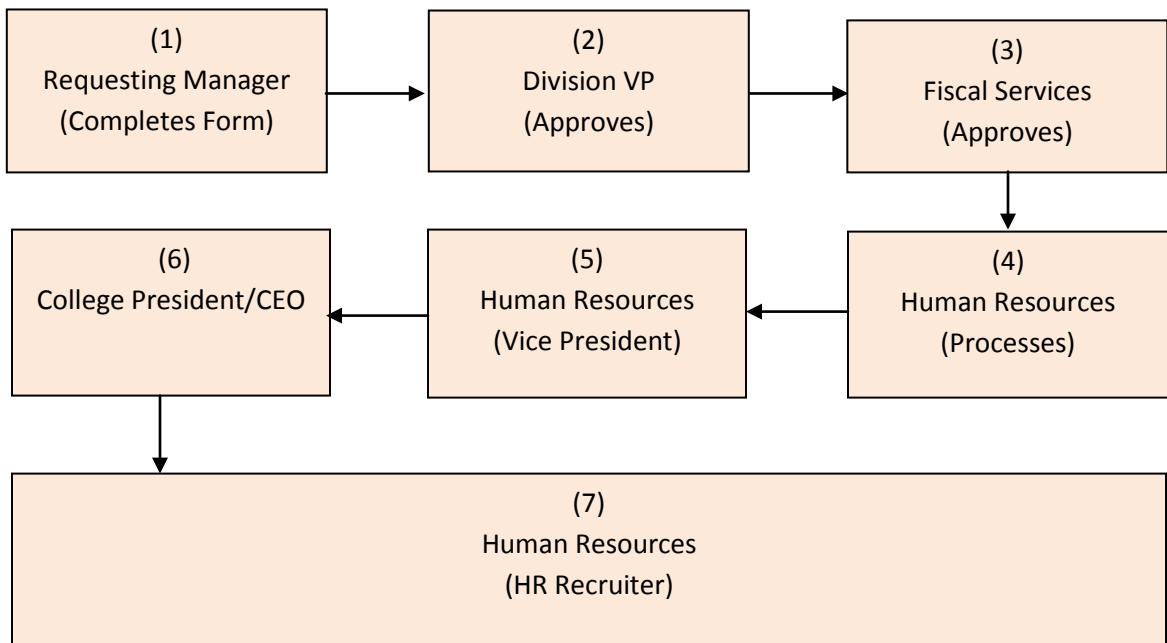 (1)
Requesting Manager
(Completes Form)
(2)
Division VP
(Approves)
(3)
Fiscal Services
(Approves)
(4)
Human Resources
(Processes)
(5)
Human Resources
(Vice President)
(6)
College President/CEO
(7)
Human Resources
(HR Recruiter)